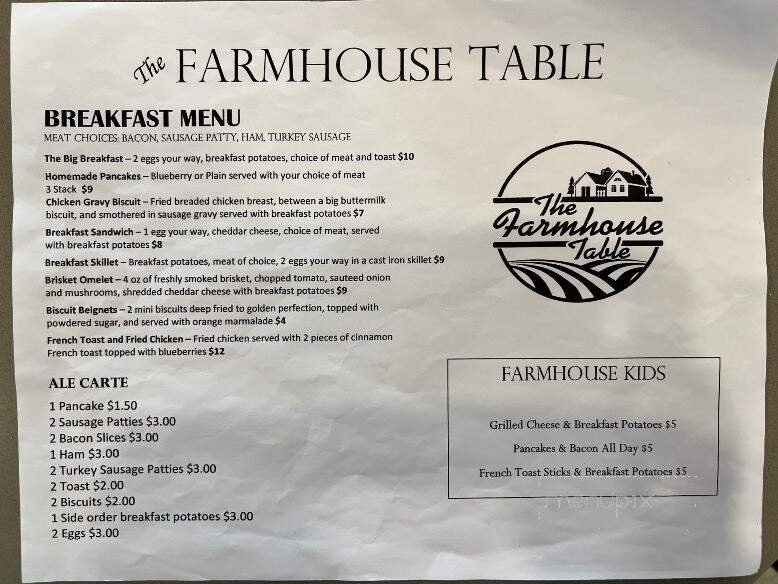 The FARMHOUSE TABLE
BREAKFAST MENU
MEAT CHOICES: BACON, SAUSAGE PATTY, HAM, TURKEY SAUSAGE
The Big Breakfast – 2 eggs your way, breakfast potatoes, choice of meat and toast $10
Homemade Pancakes – Blueberry or Plain served with your choice of meat
3 Stack $9
Chicken Gravy Biscuit – Fried breaded chicken breast, between a big buttermilk
biscuit, and smothered in sausage gravy served with breakfast potatoes $7
Breakfast Sandwich – 1 egg your way, cheddar cheese, choice of meat, served
with breakfast potatoes $8
Breakfast Skillet – Breakfast potatoes, meat of choice, 2 eggs your way in a cast iron skillet $9
Brisket Omelet – 4 oz of freshly smoked brisket, chopped tomato, sauteed onion
and mushrooms, shredded cheddar cheese with breakfast potatoes $9
Biscuit Beignets – 2 mini biscuits deep fried to golden perfection, topped with
powdered sugar, and served with orange marmalade $4
French Toast and Fried Chicken – Fried chicken served with 2 pieces of cinnamon
French toast topped with blueberries $12
ALE CARTE
1 Pancake $1.50
2 Sausage Patties $3.00
2 Bacon Slices $3.00
1 Ham $3.00
2 Turkey Sausage Patties $3.00
2 Toast $2.00
2 Biscuits $2.00
1 Side order breakfast potatoes $3.00
2 Eggs $3.00
The
Farmhouse
Table
FARMHOUSE KIDS
Grilled Cheese & Breakfast Potatoes $5
Pancakes & Bacon All Day $5
French Toast Sticks & Breakfast Potatoes $5
menupix